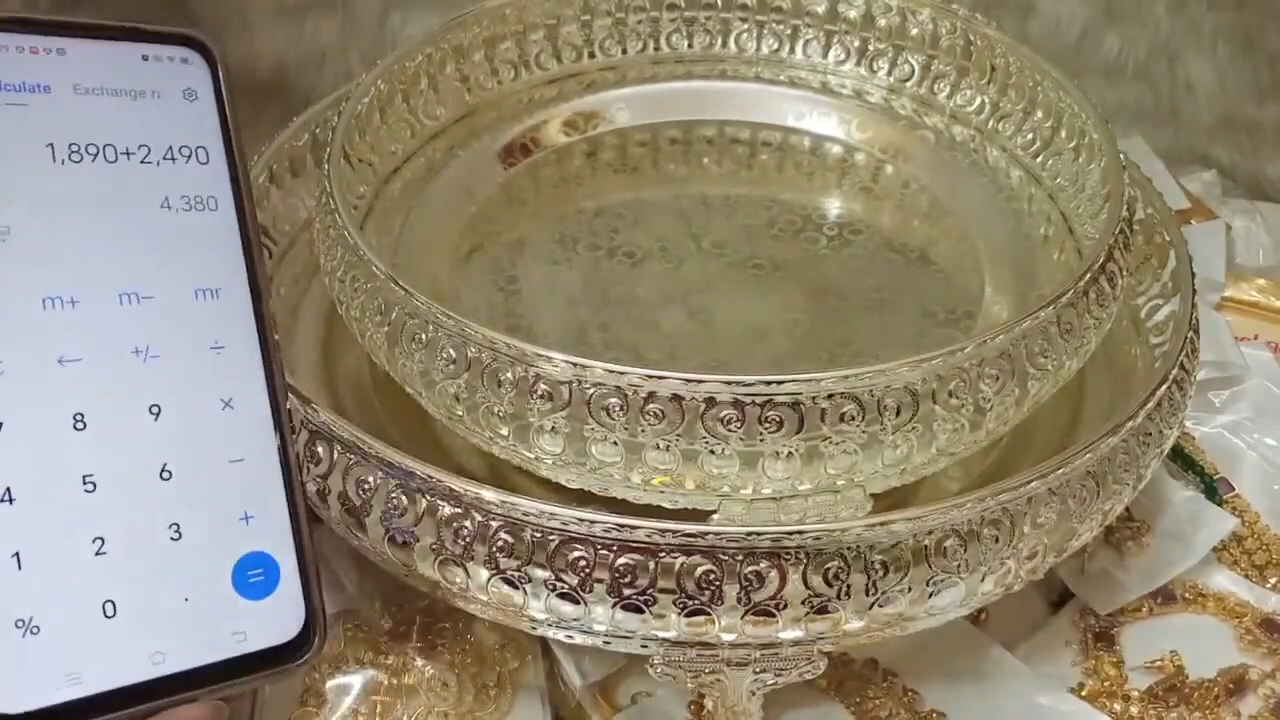 lculate Exchange r
1,890+2,490
4,380
m+ m− mr
← +/− ÷
8 9 ×
4 5 6 −
1 2 3 +
% 0 . =